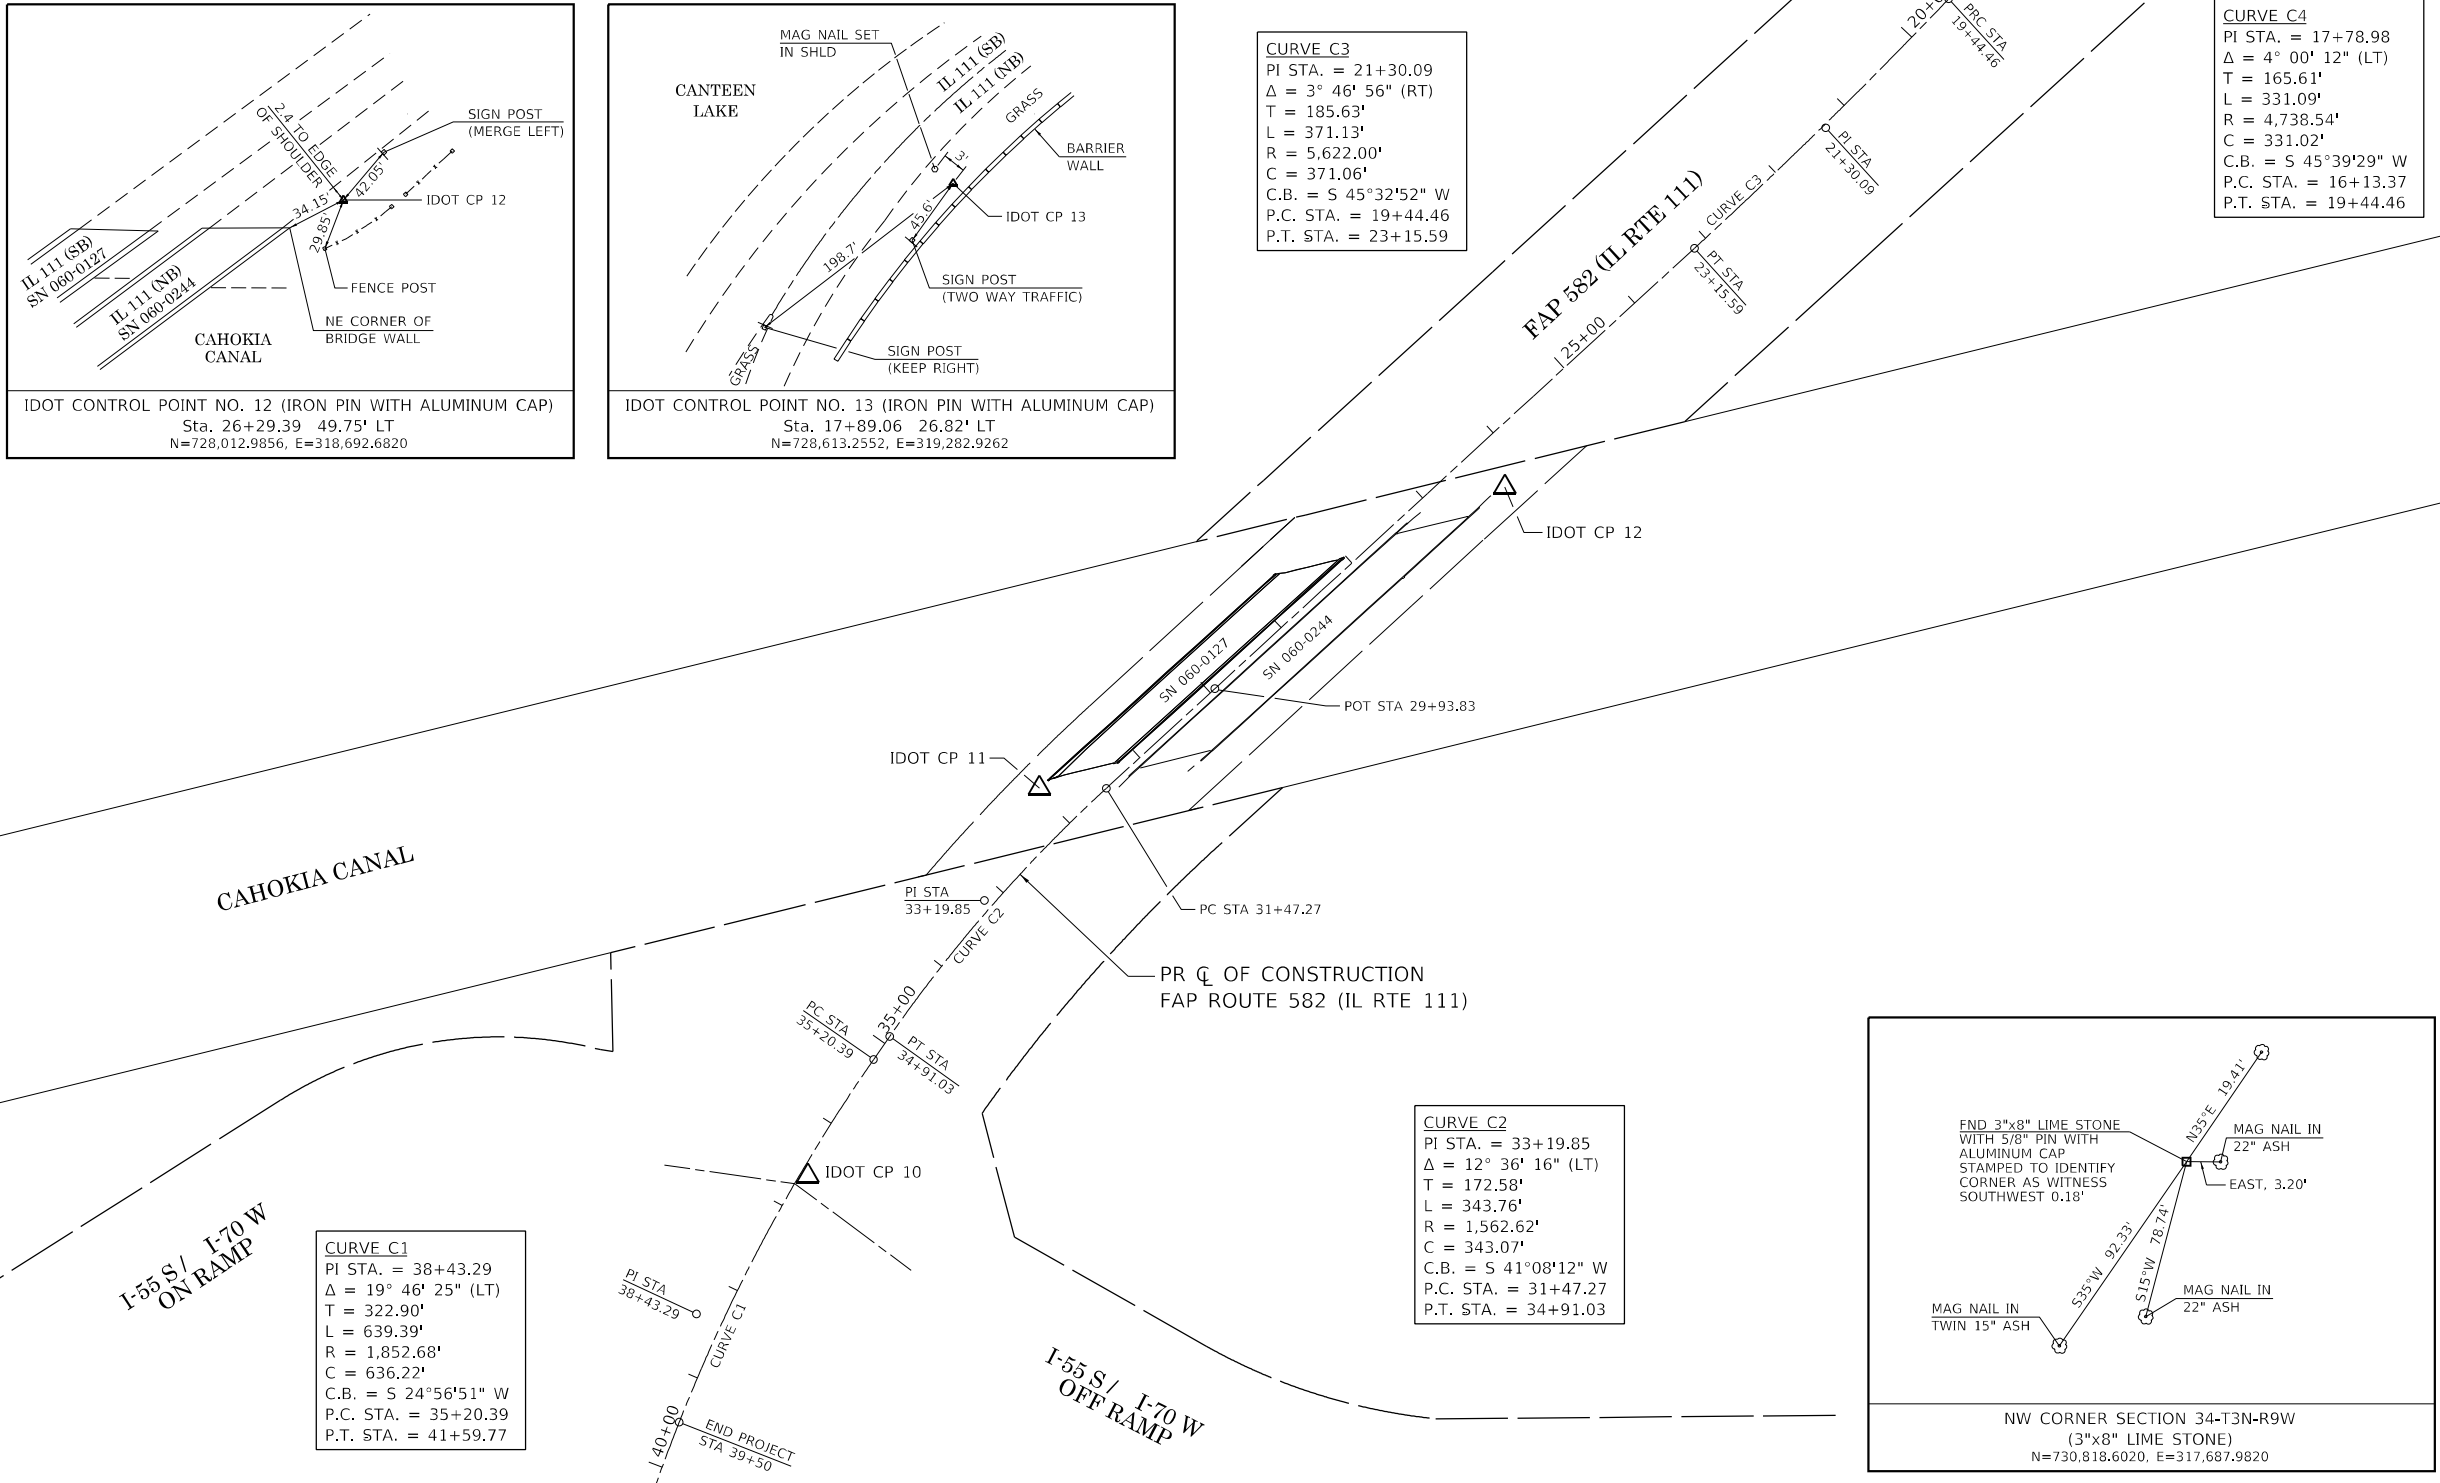 2.4 TO EDGE
OF SHOULDER
SIGN POST
(MERGE LEFT)
42.05'
34.15'
29.85'
IDOT CP 12
IL 111 (SB)
SN 060-0127
IL 111 (NB)
SN 060-0244
FENCE POST
NE CORNER OF
BRIDGE WALL
CAHOKIA
CANAL
IDOT CONTROL POINT NO. 12 (IRON PIN WITH ALUMINUM CAP)
Sta. 26+29.39 49.75' LT
N=728,012.9856, E=318,692.6820
MAG NAIL SET
IN SHLD
CANTEEN
LAKE
IL 111 (SB)
IL 111 (NB)
GRASS
BARRIER
WALL
3'
IDOT CP 13
45.6'
198.7'
SIGN POST
(TWO WAY TRAFFIC)
SIGN POST
(KEEP RIGHT)
GRASS
IDOT CONTROL POINT NO. 13 (IRON PIN WITH ALUMINUM CAP)
Sta. 17+89.06 26.82' LT
N=728,613.2552, E=319,282.9262
CURVE C3
PI STA. = 21+30.09
Δ = 3° 46' 56" (RT)
T = 185.63'
L = 371.13'
R = 5,622.00'
C = 371.06'
C.B. = S 45°32'52" W
P.C. STA. = 19+44.46
P.T. STA. = 23+15.59
PRC STA
19+44.46
CURVE C4
PI STA. = 17+78.98
Δ = 4° 00' 12" (LT)
T = 165.61'
L = 331.09'
R = 4,738.54'
C = 331.02'
C.B. = S 45°39'29" W
P.C. STA. = 16+13.37
P.T. STA. = 19+44.46
PI STA
21+30.09
CURVE C3
PT STA
23+15.59
FAP 582 (IL RTE 111)
25+00
IDOT CP 12
SN 060-0127
SN 060-0244
POT STA 29+93.83
IDOT CP 11
CAHOKIA CANAL
PI STA
33+19.85
CURVE C2
PC STA 31+47.27
PR ℄ OF CONSTRUCTION
FAP ROUTE 582 (IL RTE 111)
35+00
PC STA
35+20.39
PT STA
34+91.03
IDOT CP 10
I-55 S / I-70 W
ON RAMP
CURVE C1
PI STA. = 38+43.29
Δ = 19° 46' 25" (LT)
T = 322.90'
L = 639.39'
R = 1,852.68'
C = 636.22'
C.B. = S 24°56'51" W
P.C. STA. = 35+20.39
P.T. STA. = 41+59.77
PI STA
38+43.29
CURVE C1
40+00
END PROJECT
STA 39+50
I-55 S / I-70 W
OFF RAMP
CURVE C2
PI STA. = 33+19.85
Δ = 12° 36' 16" (LT)
T = 172.58'
L = 343.76'
R = 1,562.62'
C = 343.07'
C.B. = S 41°08'12" W
P.C. STA. = 31+47.27
P.T. STA. = 34+91.03
FND 3"x8" LIME STONE
WITH 5/8" PIN WITH
ALUMINUM CAP
STAMPED TO IDENTIFY
CORNER AS WITNESS
SOUTHWEST 0.18'
N35°E 19.41'
MAG NAIL IN
22" ASH
EAST, 3.20'
S35°W 92.33'
S15°W 78.74'
MAG NAIL IN
22" ASH
MAG NAIL IN
TWIN 15" ASH
NW CORNER SECTION 34-T3N-R9W
(3"x8" LIME STONE)
N=730,818.6020, E=317,687.9820